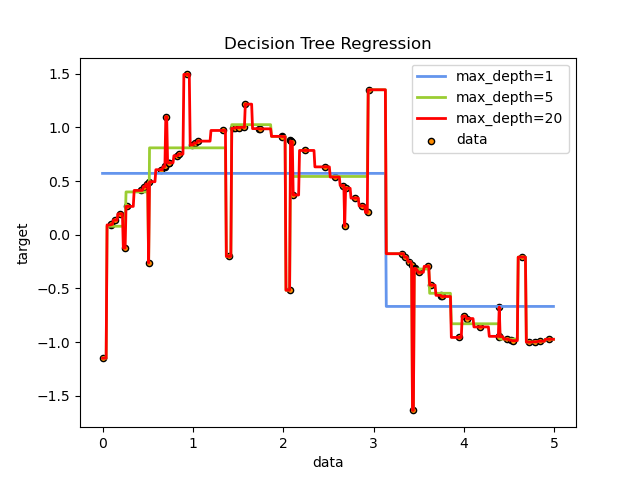 Decision Tree Regression
max_depth=1
max_depth=5
max_depth=20
data
target
1.5
1.0
0.5
0.0
−0.5
−1.0
−1.5
0 1 2 3 4 5
data